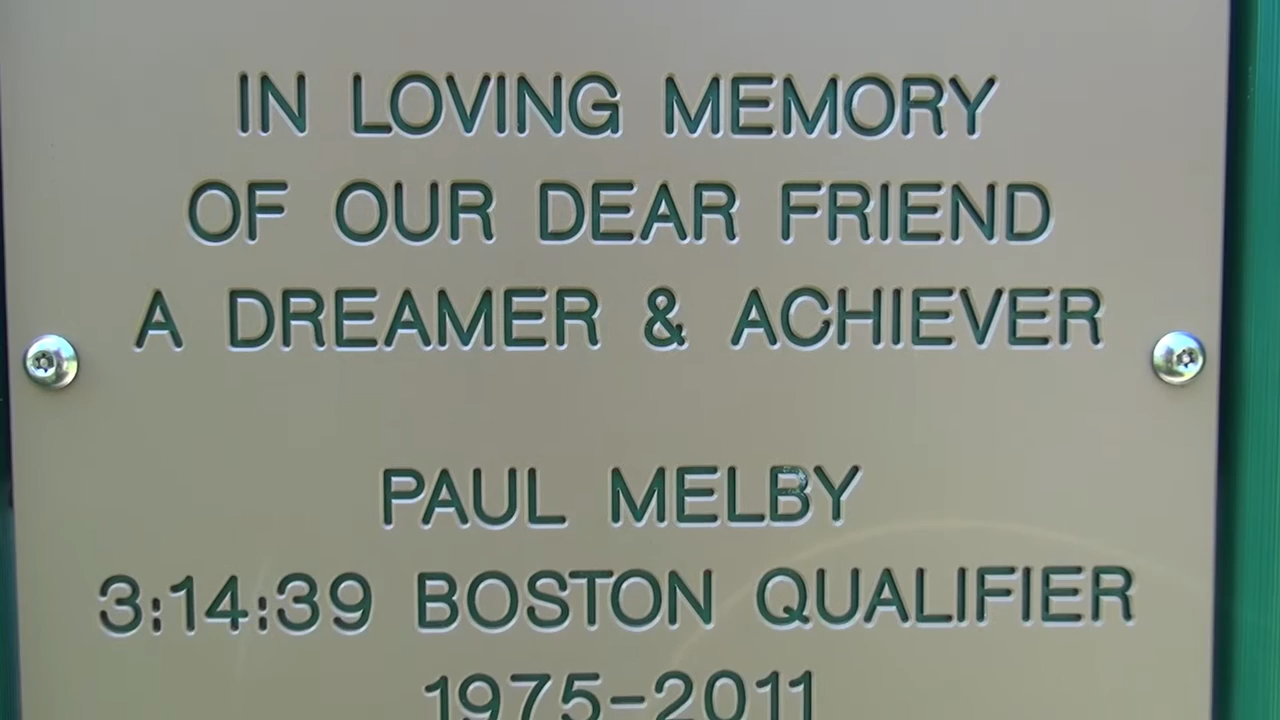 IN LOVING MEMORY
OF OUR DEAR FRIEND
A DREAMER & ACHIEVER
PAUL MELBY
3:14:39 BOSTON QUALIFIER
1975-2011